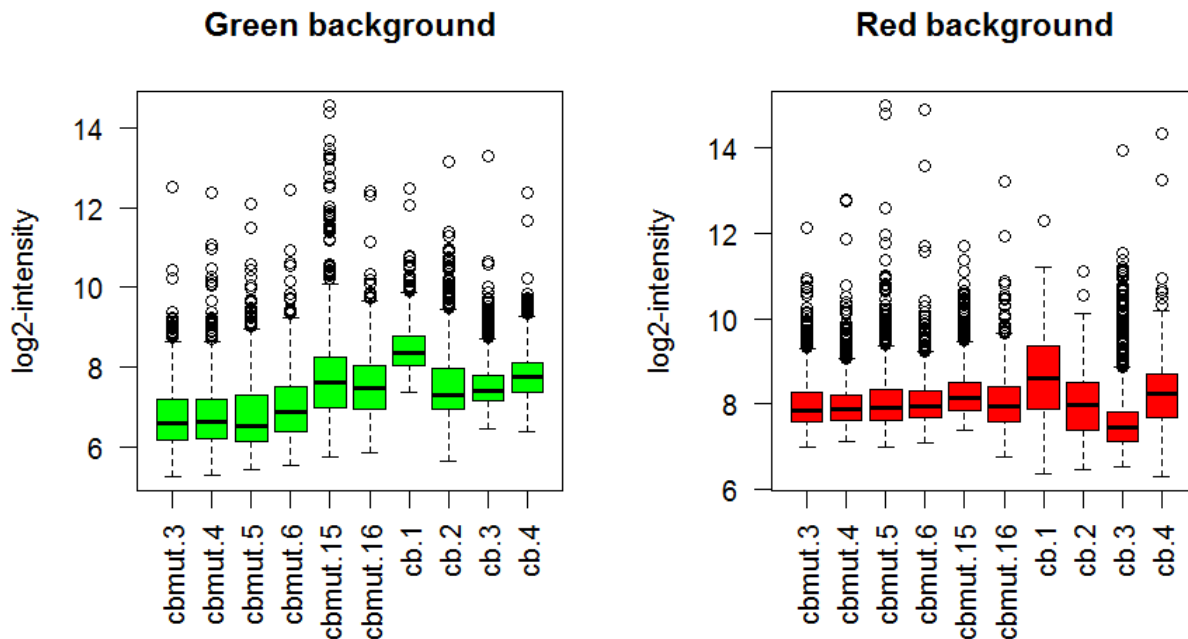 Green background
log2-intensity
14
12
10
8
6
cbmut.3
cbmut.4
cbmut.5
cbmut.6
cbmut.15
cbmut.16
cb.1
cb.2
cb.3
cb.4
Red background
log2-intensity
14
12
10
8
6
cbmut.3
cbmut.4
cbmut.5
cbmut.6
cbmut.15
cbmut.16
cb.1
cb.2
cb.3
cb.4